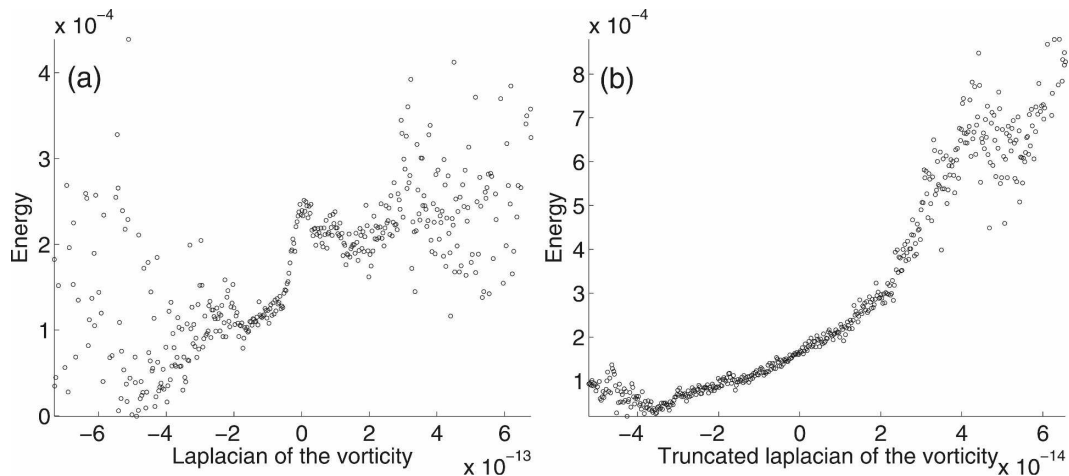 x 10⁻⁴
(a)
Energy
4
3
2
1
0
−6 −4 −2 0 2 4 6
Laplacian of the vorticity
x 10⁻¹³
x 10⁻⁴
(b)
Energy
8
7
6
5
4
3
2
1
−4 −2 0 2 4 6
Truncated laplacian of the vorticity
x 10⁻¹⁴